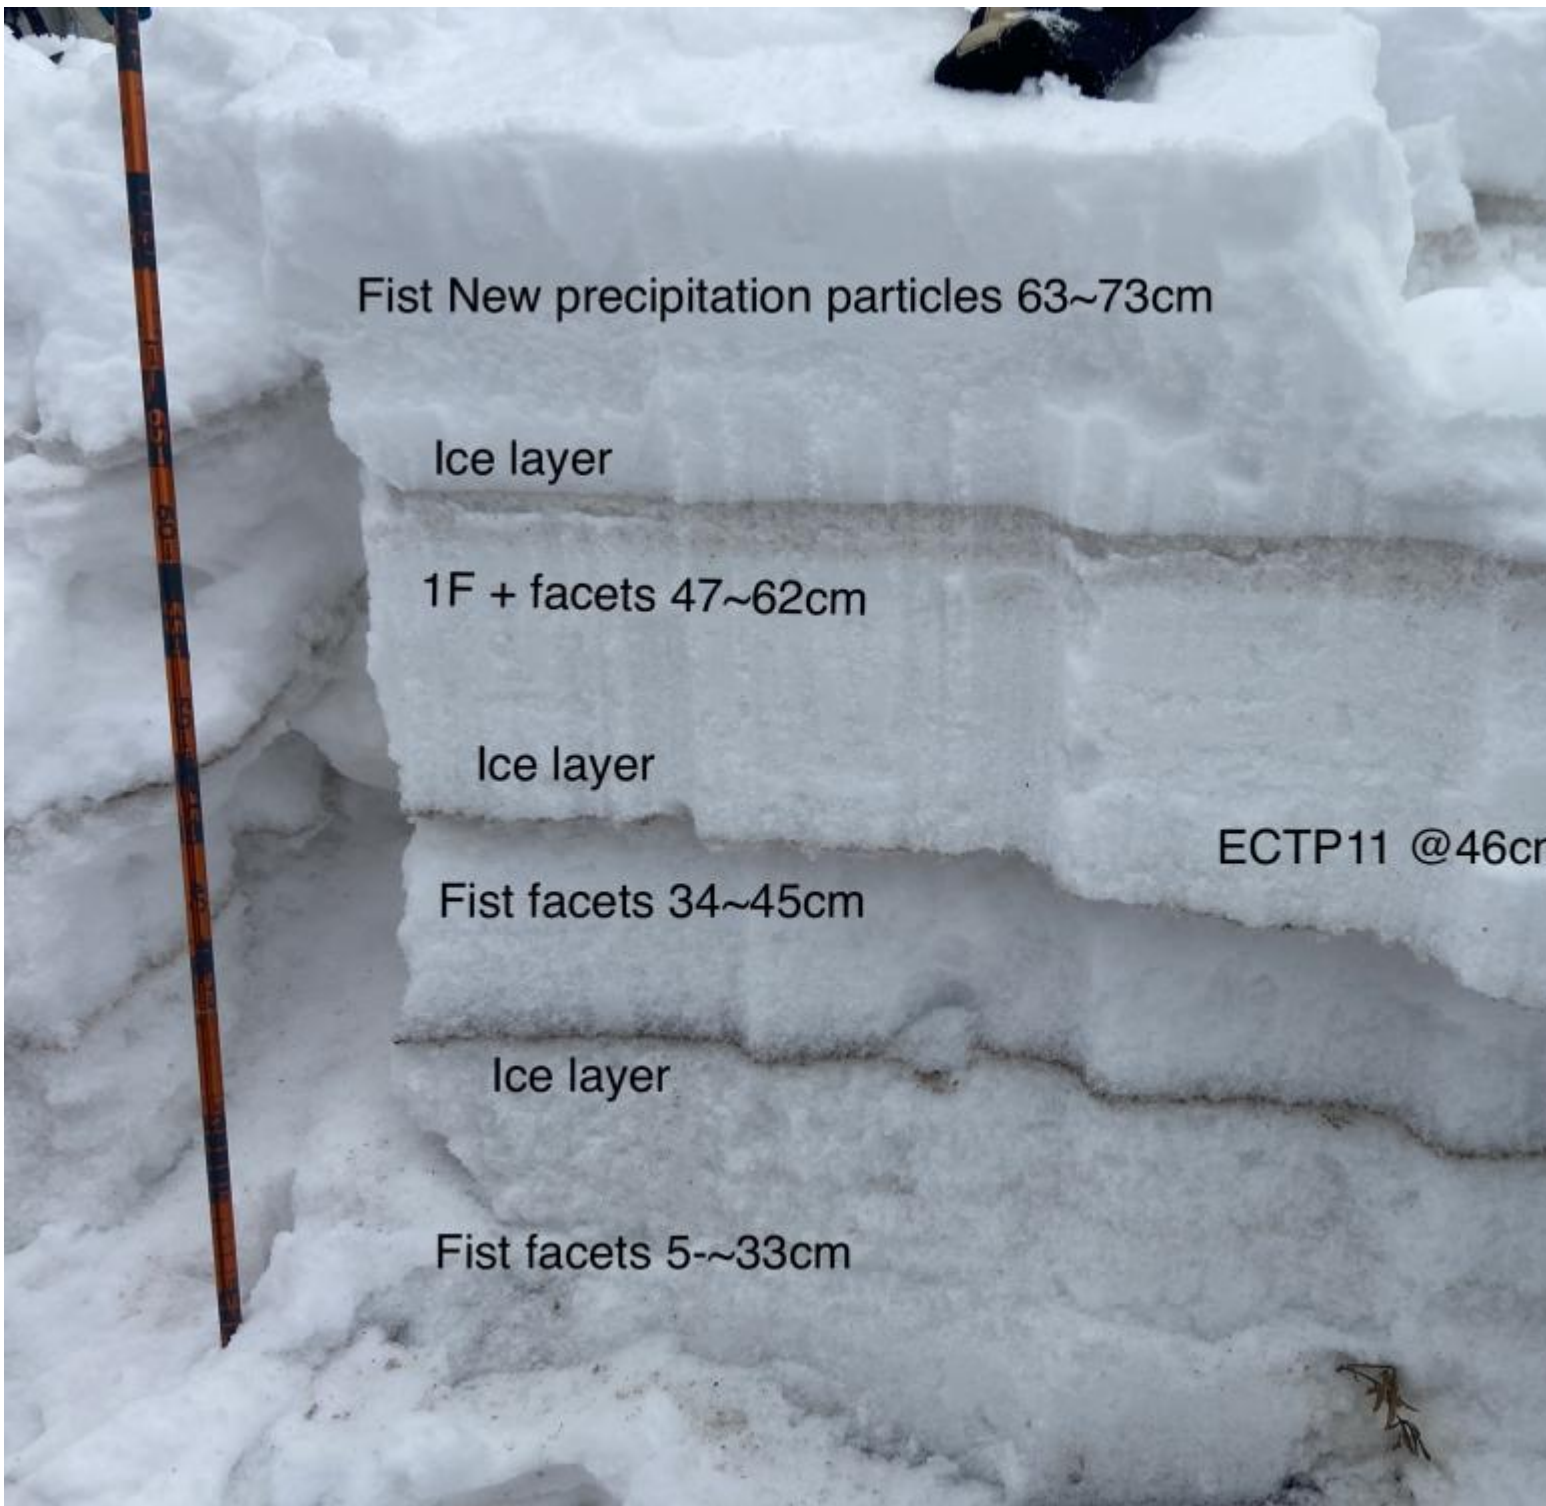 Fist New precipitation particles 63~73cm
Ice layer
1F + facets 47~62cm
Ice layer
ECTP11 @46cr
Fist facets 34~45cm
Ice layer
Fist facets 5-~33cm